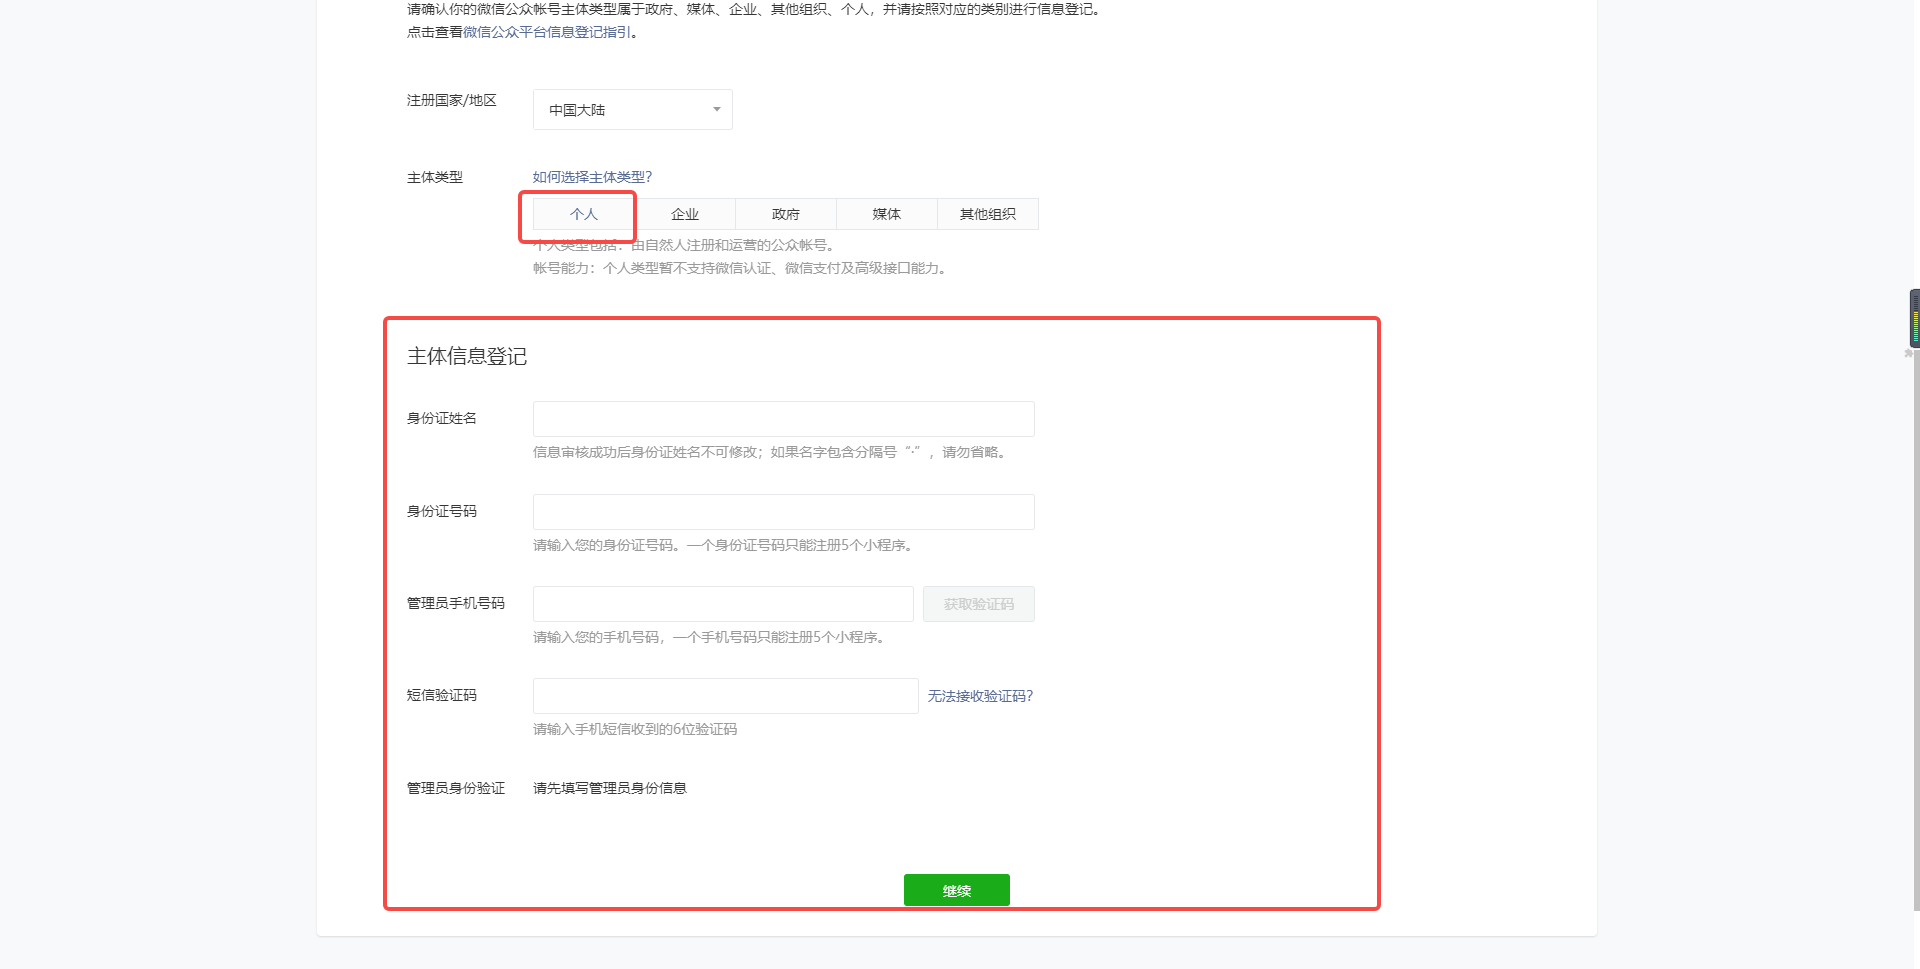 请确认你的微信公众帐号主体类型属于政府、媒体、企业、其他组织、个人，并请按照对应的类别进行信息登记。
点击查看微信公众平台信息登记指引。
注册国家/地区
中国大陆
主体类型
如何选择主体类型?
个人 企业 政府 媒体 其他组织
个人类型包括：由自然人注册和运营的公众帐号。
帐号能力：个人类型暂不支持微信认证、微信支付及高级接口能力。
主体信息登记
身份证姓名
信息审核成功后身份证姓名不可修改；如果名字包含分隔号“·”，请勿省略。
身份证号码
请输入您的身份证号码。一个身份证号码只能注册5个小程序。
管理员手机号码
获取验证码
请输入您的手机号码，一个手机号码只能注册5个小程序。
短信验证码
无法接收验证码?
请输入手机短信收到的6位验证码
管理员身份验证 请先填写管理员身份信息
继续